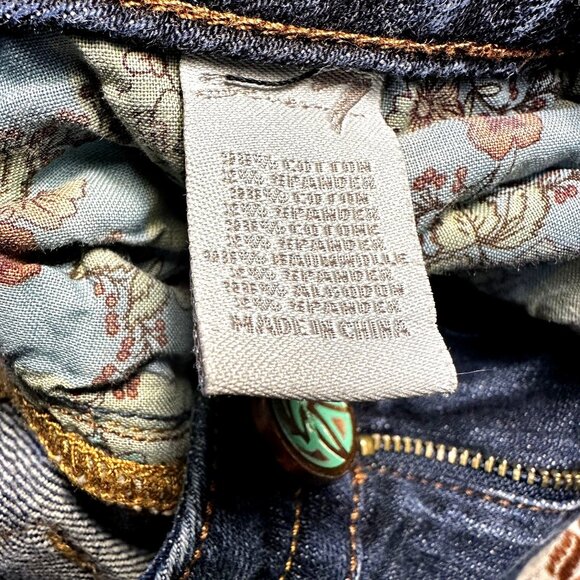 98% COTTON
2% SPANDEX
98% COTON
2% SPANDEX
98% COTONE
2% SPANDEX
98% BAUMWOLLE
2% SPANDEX
98% ALGODON
2% SPANDEX
MADE IN CHINA